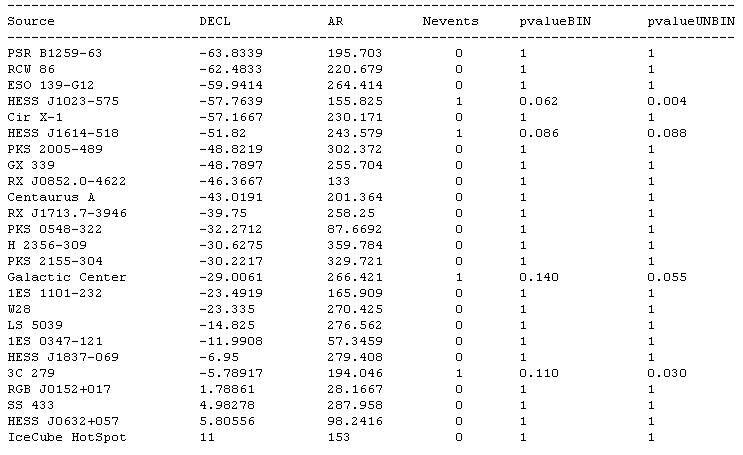 Source DECL AR Nevents pvalueBIN pvalueUNBIN
PSR B1259-63 -63.8339 195.703 0 1 1
RCW 86 -62.4833 220.679 0 1 1
ESO 139-G12 -59.9414 264.414 0 1 1
HESS J1023-575 -57.7639 155.825 1 0.062 0.004
Cir X-1 -57.1667 230.171 0 1 1
HESS J1614-518 -51.82 243.579 1 0.086 0.088
PKS 2005-489 -48.8219 302.372 0 1 1
GX 339 -48.7897 255.704 0 1 1
RX J0852.0-4622 -46.3667 133 0 1 1
Centaurus A -43.0191 201.364 0 1 1
RX J1713.7-3946 -39.75 258.25 0 1 1
PKS 0548-322 -32.2712 87.6692 0 1 1
H 2356-309 -30.6275 359.784 0 1 1
PKS 2155-304 -30.2217 329.721 0 1 1
Galactic Center -29.0061 266.421 1 0.140 0.055
1ES 1101-232 -23.4919 165.909 0 1 1
W28 -23.335 270.425 0 1 1
LS 5039 -14.825 276.562 0 1 1
1ES 0347-121 -11.9908 57.3459 0 1 1
HESS J1837-069 -6.95 279.408 0 1 1
3C 279 -5.78917 194.046 1 0.110 0.030
RGB J0152+017 1.78861 28.1667 0 1 1
SS 433 4.98278 287.958 0 1 1
HESS J0632+057 5.80556 98.2416 0 1 1
IceCube HotSpot 11 153 0 1 1